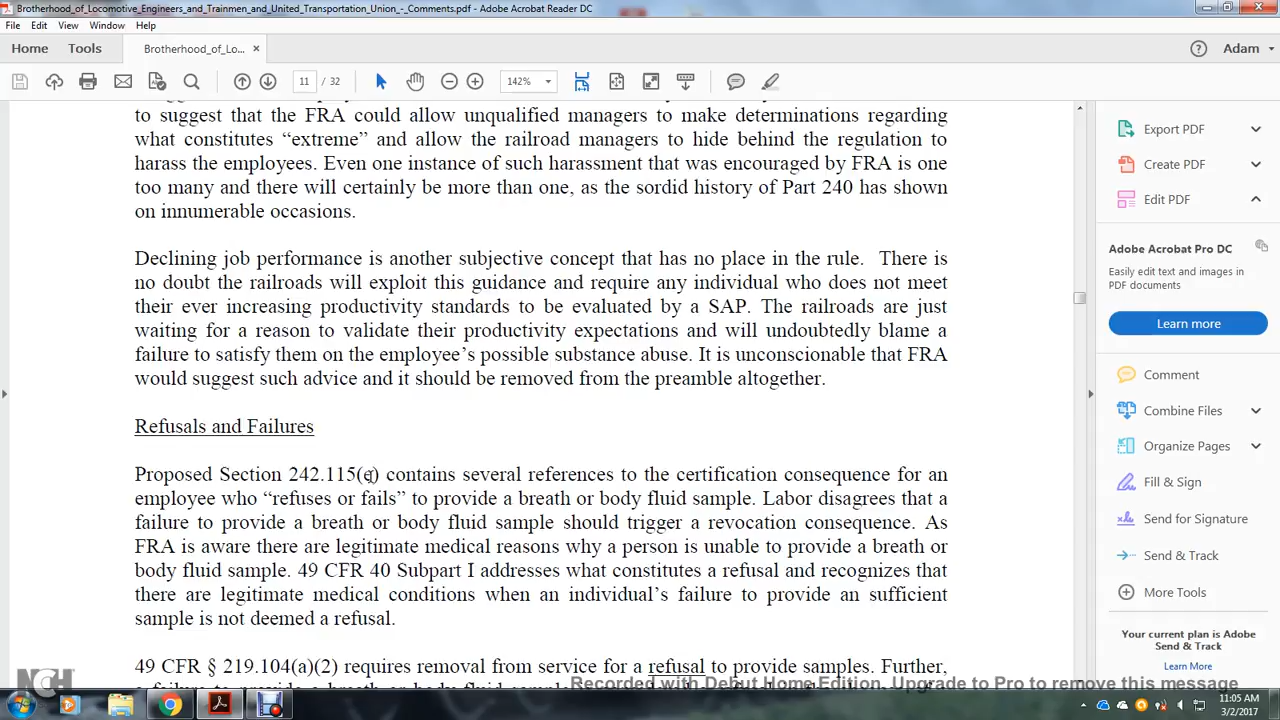 Brotherhood_of_Locomotive_Engineers_and_Trainmen_and_United_Transportation_Union_-_Comments.pdf - Adobe Acrobat Reader DC
File Edit View Window Help
Home Tools Brotherhood_of_Lo... × Adam
11 / 32 142%
to suggest that the FRA could allow unqualified managers to make determinations regarding
what constitutes “extreme” and allow the railroad managers to hide behind the regulation to
harass the employees. Even one instance of such harassment that was encouraged by FRA is one
too many and there will certainly be more than one, as the sordid history of Part 240 has shown
on innumerable occasions.
Declining job performance is another subjective concept that has no place in the rule. There is
no doubt the railroads will exploit this guidance and require any individual who does not meet
their ever increasing productivity standards to be evaluated by a SAP. The railroads are just
waiting for a reason to validate their productivity expectations and will undoubtedly blame a
failure to satisfy them on the employee’s possible substance abuse. It is unconscionable that FRA
would suggest such advice and it should be removed from the preamble altogether.
Refusals and Failures
Proposed Section 242.115(e) contains several references to the certification consequence for an
employee who “refuses or fails” to provide a breath or body fluid sample. Labor disagrees that a
failure to provide a breath or body fluid sample should trigger a revocation consequence. As
FRA is aware there are legitimate medical reasons why a person is unable to provide a breath or
body fluid sample. 49 CFR 40 Subpart I addresses what constitutes a refusal and recognizes that
there are legitimate medical conditions when an individual’s failure to provide an sufficient
sample is not deemed a refusal.
49 CFR § 219.104(a)(2) requires removal from service for a refusal to provide samples. Further,
Export PDF
Create PDF
Edit PDF
Adobe Acrobat Pro DC
Easily edit text and images in
PDF documents
Learn more
Comment
Combine Files
Organize Pages
Fill & Sign
Send for Signature
Send & Track
More Tools
Your current plan is Adobe
Send & Track
Learn More
NCH
Recorded with Debut Home Edition. Upgrade to Pro to remove this message
11:05 AM
3/2/2017